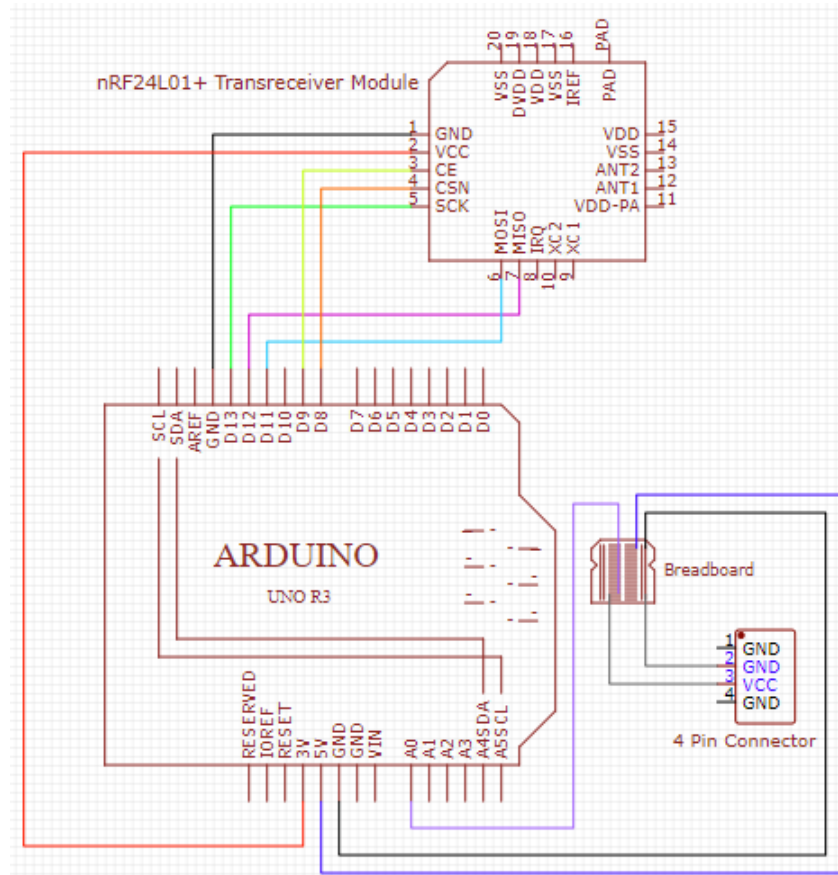 20
19
18
17
16
PAD
VSS
DVDD
VDD
VSS
IREF
PAD
nRF24L01+ Transreceiver Module
1 GND
2 VCC
3 CE
4 CSN
5 SCK
VDD 15
VSS 14
ANT2 13
ANT1 12
VDD-PA 11
MOSI
MISO
IRQ
XC2
XC1
6
7
8
10
9
SCL
SDA
AREF
GND
D13
D12
D11
D10
D9
D8
D7
D6
D5
D4
D3
D2
D1
D0
ARDUINO
UNO R3
Breadboard
1 GND
2 GND
3 VCC
4 GND
4 Pin Connector
RESERVED
IOREF
RESET
3V
5V
GND
GND
VIN
A0
A1
A2
A3
A4SDA
A5SCL